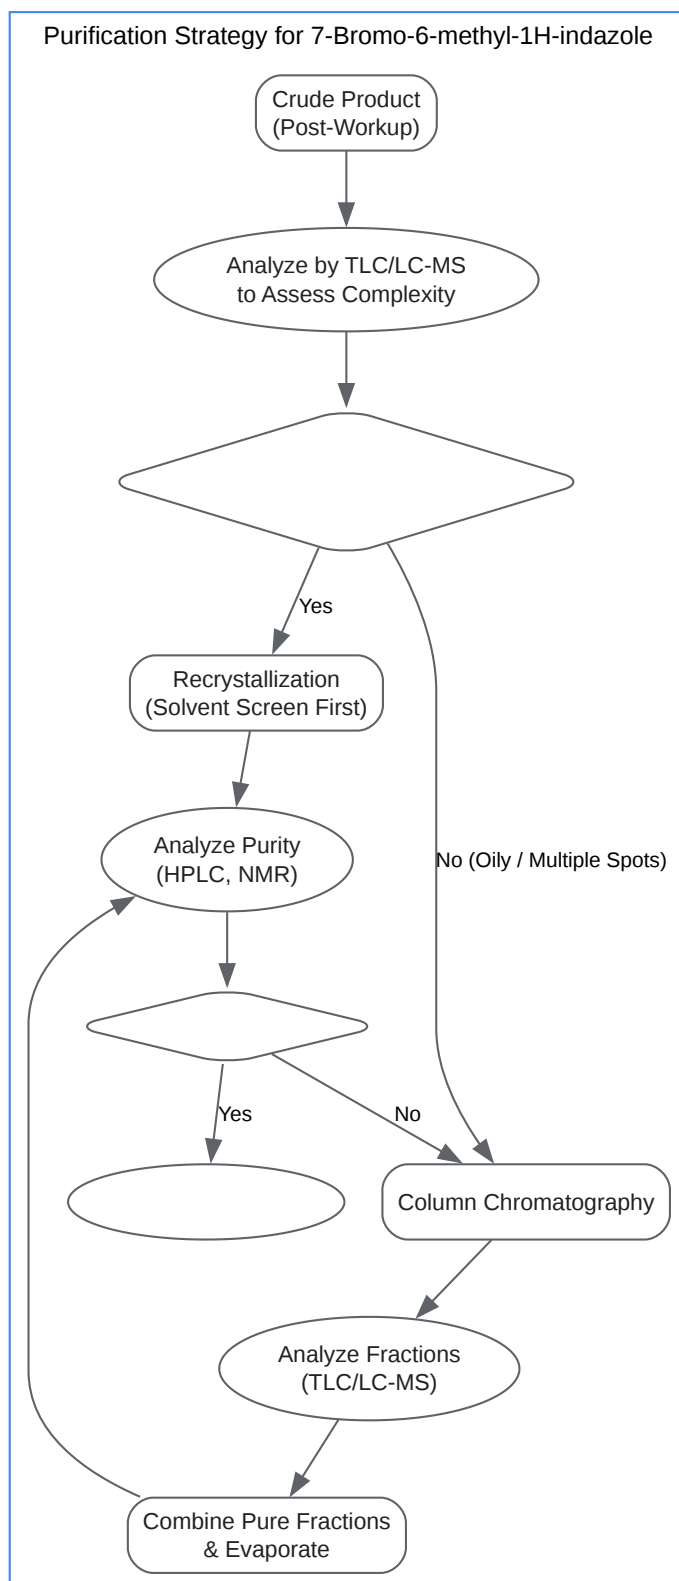 Purification Strategy for 7-Bromo-6-methyl-1H-indazole
Crude Product
(Post-Workup)
Analyze by TLC/LC-MS
to Assess Complexity
Yes
Recrystallization
(Solvent Screen First)
Analyze Purity
(HPLC, NMR)
No (Oily / Multiple Spots)
Yes
No
Column Chromatography
Analyze Fractions
(TLC/LC-MS)
Combine Pure Fractions
& Evaporate